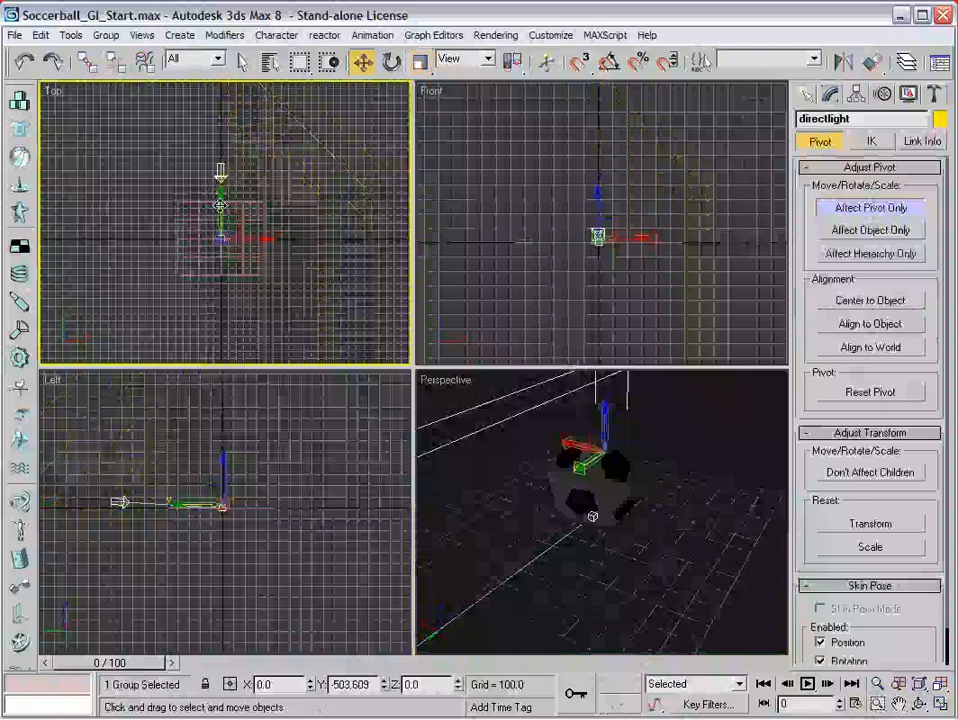 Soccerball_GI_Start.max - Autodesk 3ds Max 8 - Stand-alone License
File Edit Tools Group Views Create Modifiers Character reactor Animation Graph Editors Rendering Customize MAXScript Help
All View
Top
Front
directlight
Pivot IK Link Info
- Adjust Pivot
Move/Rotate/Scale:
Affect Pivot Only
Affect Object Only
Affect Hierarchy Only
Alignment:
Center to Object
Align to Object
Align to World
Left
Perspective
Pivot:
Reset Pivot
- Adjust Transform
Move/Rotate/Scale:
Don't Affect Children
Reset:
Transform
Scale
- Skin Pose
Skin Pose Mode
Enabled:
Position
Rotation
< 0 / 100 >
1 Group Selected X: 0.0 Y: -503.609 Z: 0.0 Grid = 100.0 Selected
Click and drag to select and move objects Add Time Tag Key Filters... 0